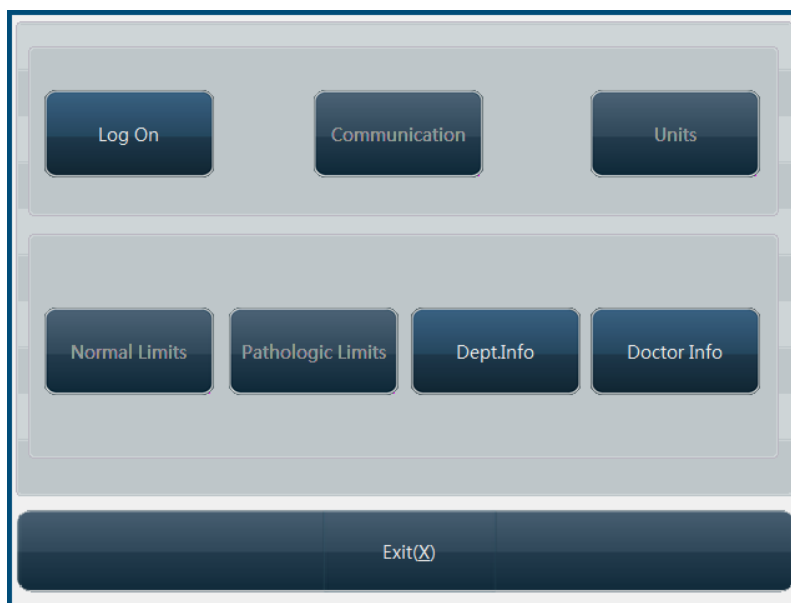 Log On
Communication
Units
Normal Limits
Pathologic Limits
Dept.Info
Doctor Info
Exit(X)